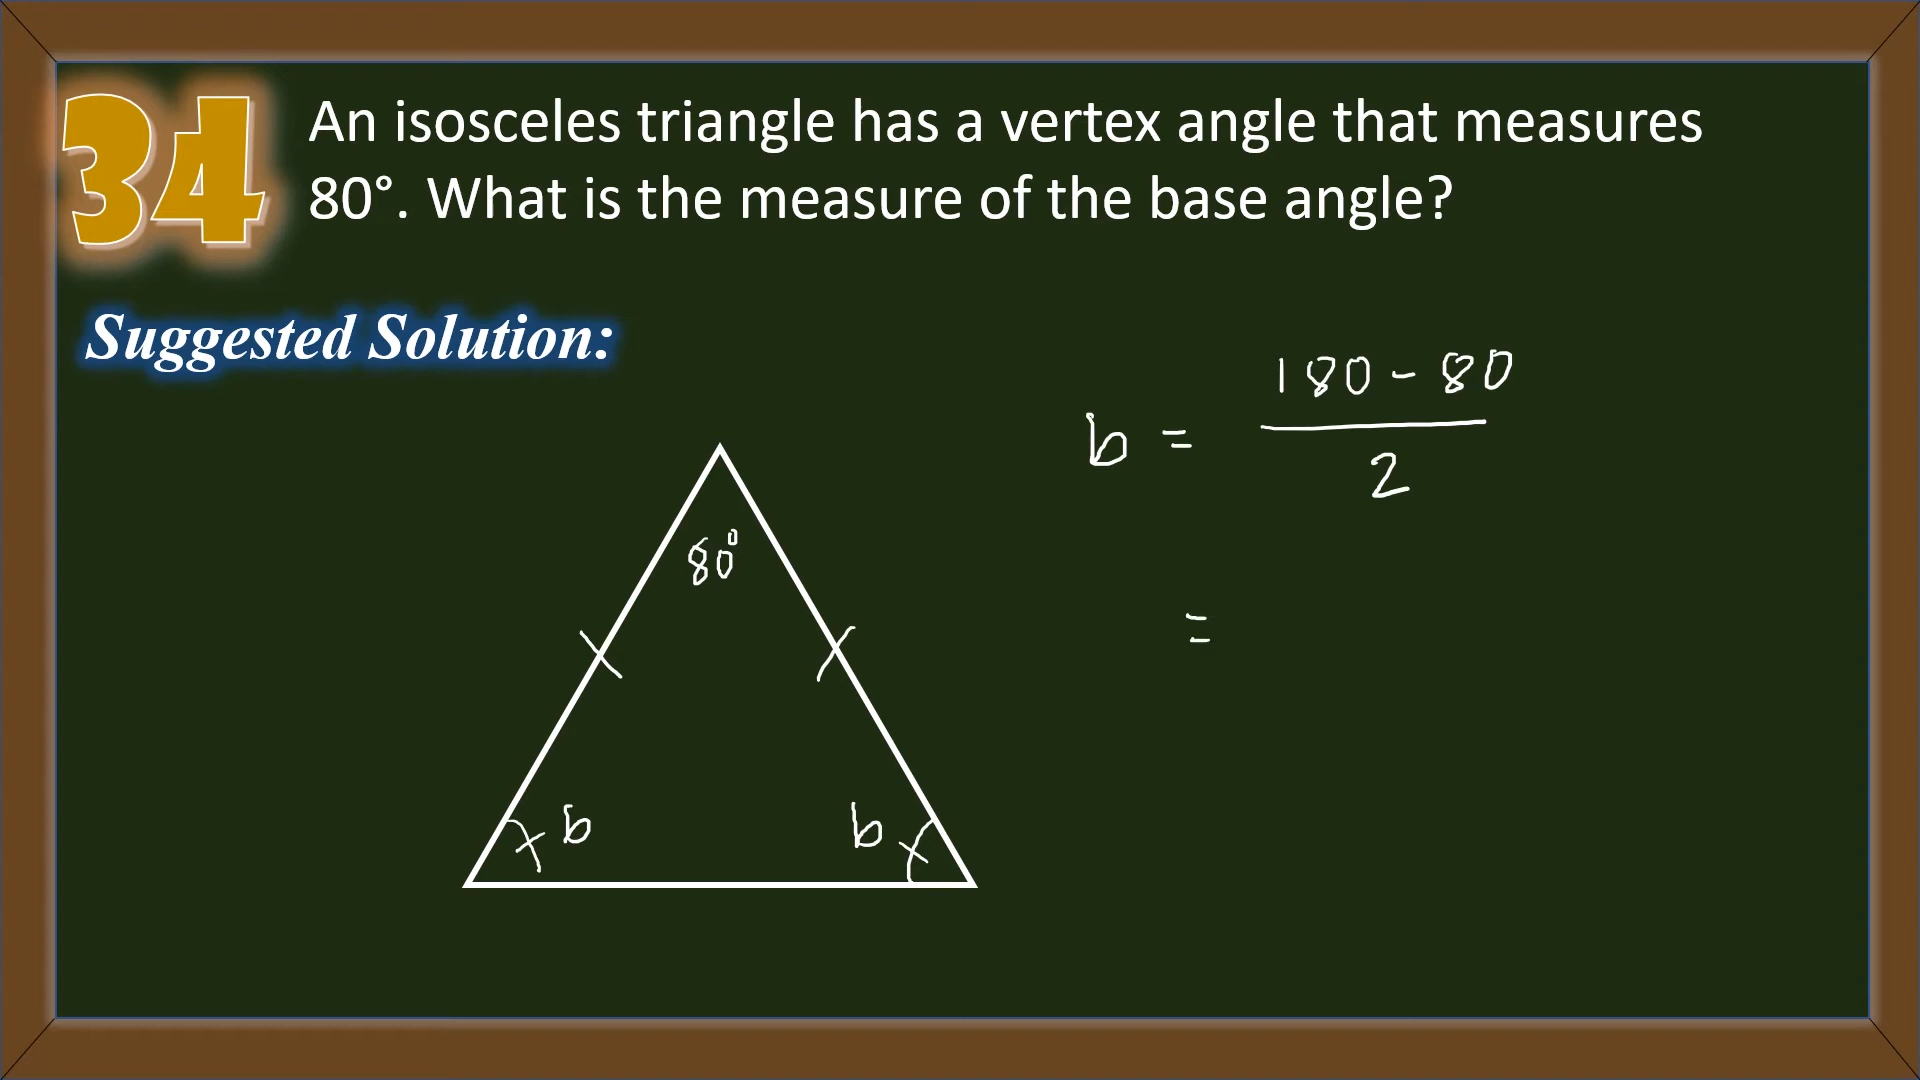 34
An isosceles triangle has a vertex angle that measures
80°. What is the measure of the base angle?
Suggested Solution:
180 - 80
b =
2
80°
=
b
b